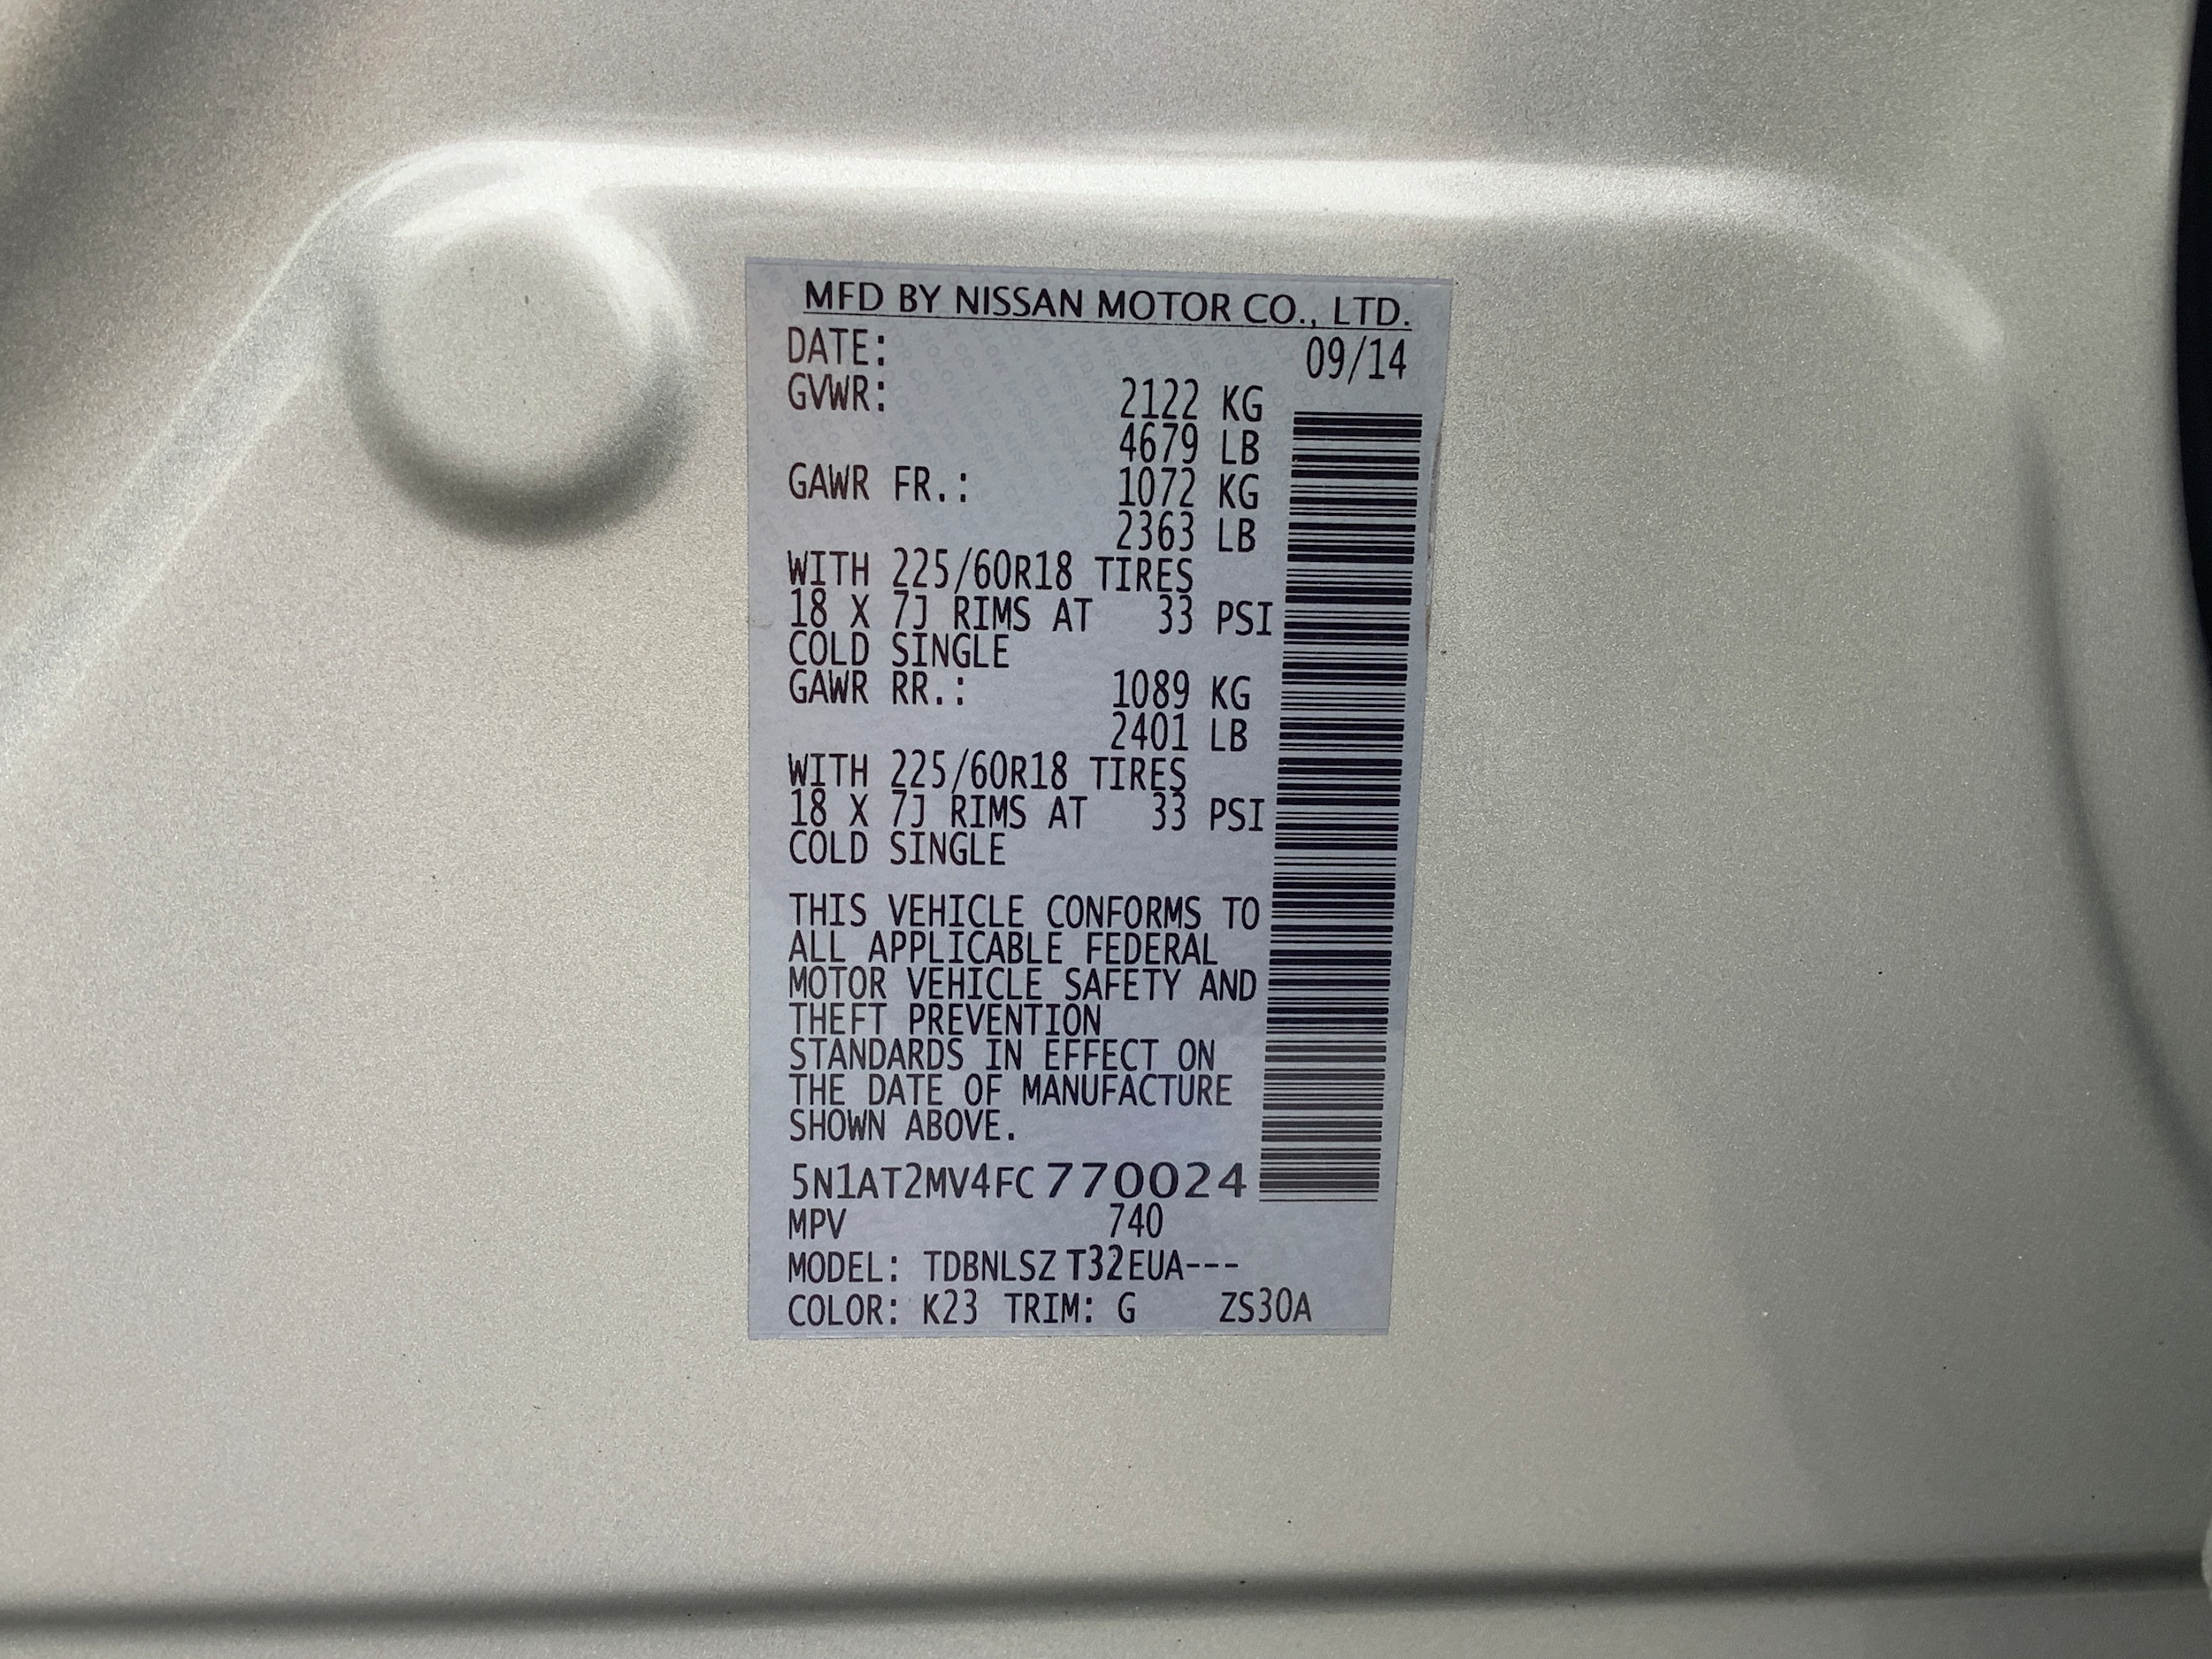 MFD BY NISSAN MOTOR CO., LTD.
DATE: 09/14
GVWR: 2122 KG
4679 LB
GAWR FR.: 1072 KG
2363 LB
WITH 225/60R18 TIRES
18 X 7J RIMS AT 33 PSI
COLD SINGLE
GAWR RR.: 1089 KG
2401 LB
WITH 225/60R18 TIRES
18 X 7J RIMS AT 33 PSI
COLD SINGLE
THIS VEHICLE CONFORMS TO
ALL APPLICABLE FEDERAL
MOTOR VEHICLE SAFETY AND
THEFT PREVENTION
STANDARDS IN EFFECT ON
THE DATE OF MANUFACTURE
SHOWN ABOVE.
5N1AT2MV4FC770024
MPV 740
MODEL: TDBNLSZ T32EUA---
COLOR: K23 TRIM: G ZS30A